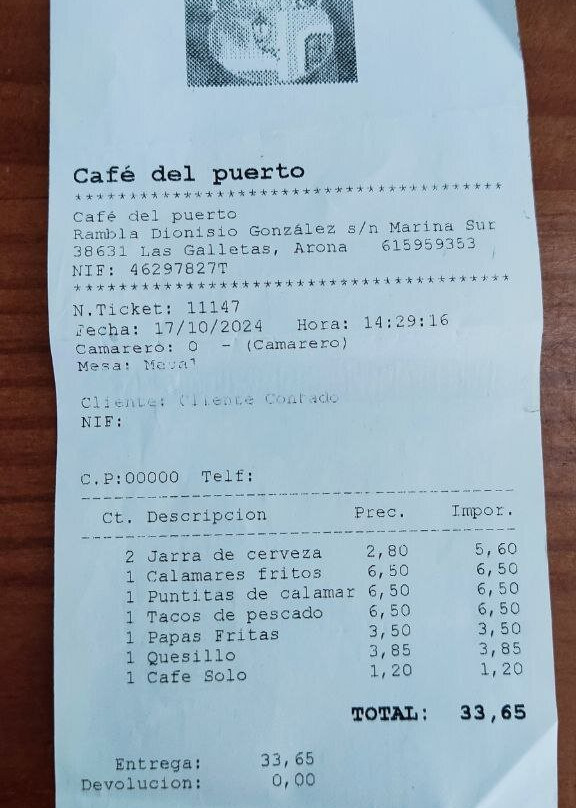 Café del puerto
****************************************
Café del puerto
Rambla Dionisio González s/n Marina Sur
38631 Las Galletas, Arona 615959353
NIF: 46297827T
****************************************
N.Ticket: 11147
Fecha: 17/10/2024 Hora: 14:29:16
Camarero: 0 - (Camarero)
Mesa:
Cliente: Cliente Contado
NIF:
C.P:00000 Telf:
Ct. Descripcion Prec. Impor.
2 Jarra de cerveza 2,80 5,60
1 Calamares fritos 6,50 6,50
1 Puntitas de calamar 6,50 6,50
1 Tacos de pescado 6,50 6,50
1 Papas Fritas 3,50 3,50
1 Quesillo 3,85 3,85
1 Cafe Solo 1,20 1,20
TOTAL: 33,65
Entrega: 33,65
Devolucion: 0,00